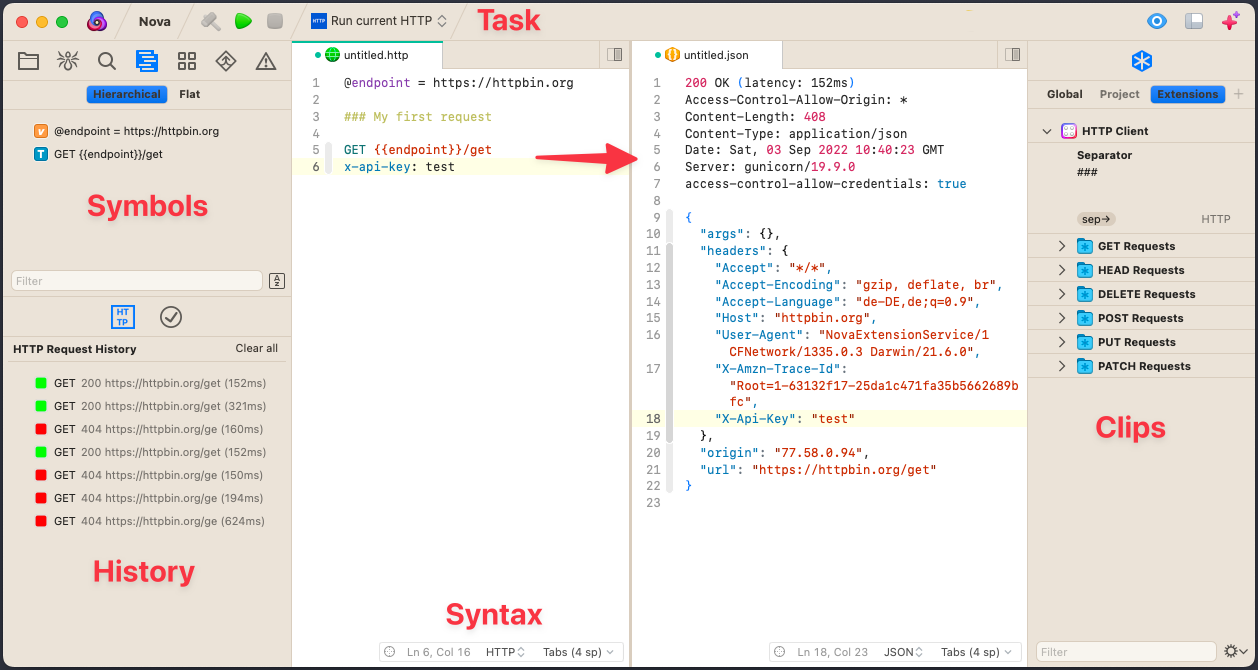 Nova
HTTP Run current HTTP
Task
Hierarchical Flat
v @endpoint = https://httpbin.org
T GET {{endpoint}}/get
Symbols
Filter
A Z
HT TP
HTTP Request History Clear all
GET 200 https://httpbin.org/get (152ms)
GET 200 https://httpbin.org/get (321ms)
GET 404 https://httpbin.org/ge (160ms)
GET 200 https://httpbin.org/get (152ms)
GET 404 https://httpbin.org/ge (150ms)
GET 404 https://httpbin.org/ge (194ms)
GET 404 https://httpbin.org/ge (624ms)
History
untitled.http
1 @endpoint = https://httpbin.org
2
3 ### My first request
4
5 GET {{endpoint}}/get
6 x-api-key: test
Syntax
Ln 6, Col 16 HTTP Tabs (4 sp)
untitled.json
1 200 OK (latency: 152ms)
2 Access-Control-Allow-Origin: *
3 Content-Length: 408
4 Content-Type: application/json
5 Date: Sat, 03 Sep 2022 10:40:23 GMT
6 Server: gunicorn/19.9.0
7 access-control-allow-credentials: true
8
9 {
10 "args": {},
11 "headers": {
12 "Accept": "*/*",
13 "Accept-Encoding": "gzip, deflate, br",
14 "Accept-Language": "de-DE,de;q=0.9",
15 "Host": "httpbin.org",
16 "User-Agent": "NovaExtensionService/1
CFNetwork/1335.0.3 Darwin/21.6.0",
17 "X-Amzn-Trace-Id":
"Root=1-63132f17-25da1c471fa35b5662689b
fc",
18 "X-Api-Key": "test"
19 },
20 "origin": "77.58.0.94",
21 "url": "https://httpbin.org/get"
22 }
23
Ln 18, Col 23 JSON Tabs (4 sp)
Global Project Extensions +
HTTP Client
Separator
###
sep→ HTTP
GET Requests
HEAD Requests
DELETE Requests
POST Requests
PUT Requests
PATCH Requests
Clips
Filter